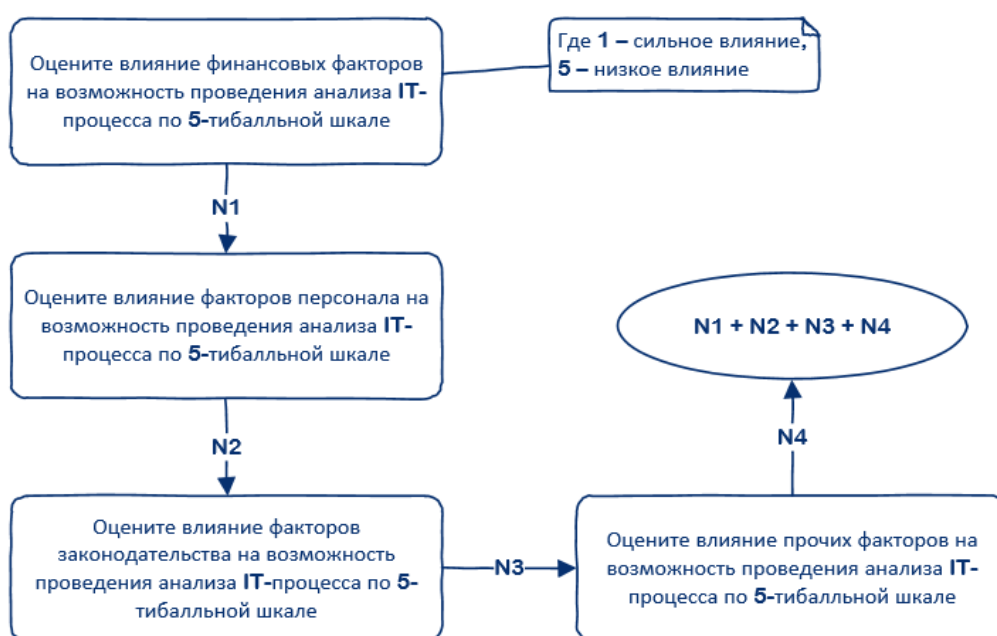 Оцените влияние финансовых факторов
на возможность проведения анализа IT-
процесса по 5-тибалльной шкале
Где 1 – сильное влияние,
5 – низкое влияние
N1
Оцените влияние факторов персонала на
возможность проведения анализа IT-
процесса по 5-тибалльной шкале
N1 + N2 + N3 + N4
N2
N4
Оцените влияние факторов
законодательства на возможность
проведения анализа IT-процесса по 5-
тибалльной шкале
N3
Оцените влияние прочих факторов на
возможность проведения анализа IT-
процесса по 5-тибалльной шкале